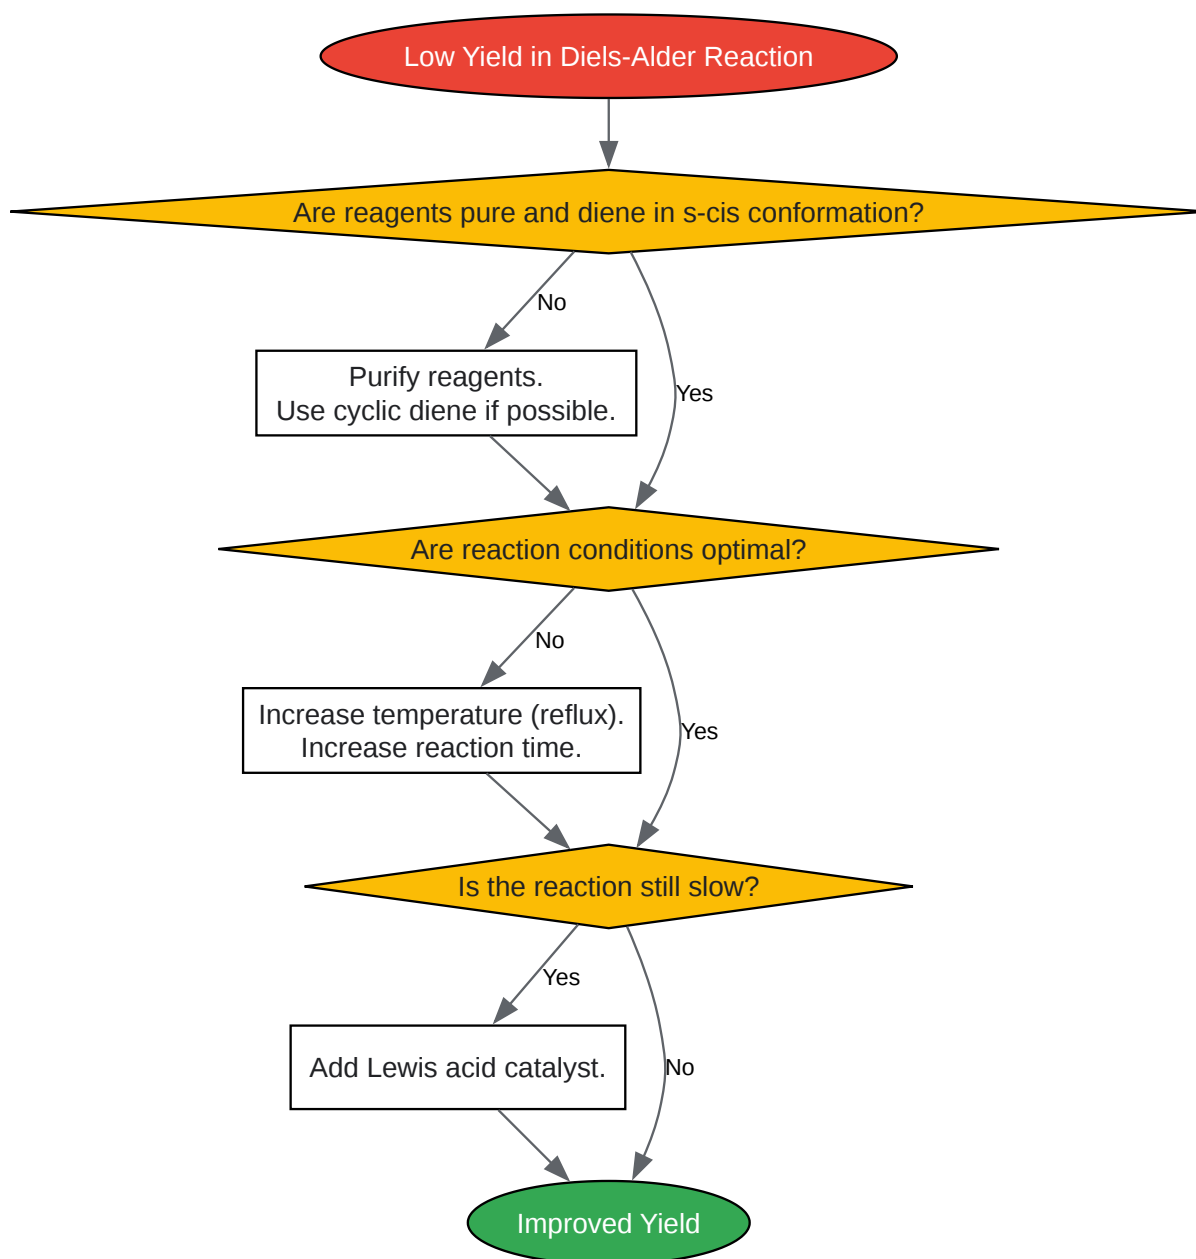 Low Yield in Diels-Alder Reaction
Are reagents pure and diene in s-cis conformation?
No
Purify reagents.
Use cyclic diene if possible.
Yes
Are reaction conditions optimal?
No
Increase temperature (reflux).
Increase reaction time.
Yes
Is the reaction still slow?
Yes
Add Lewis acid catalyst.
No
Improved Yield